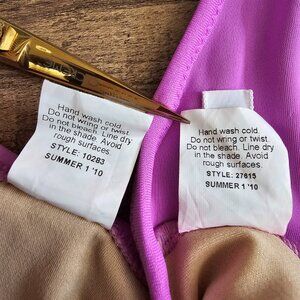 Hand wash cold.
Do not wring or twist.
Do not bleach. Line dry
in the shade. Avoid
rough surfaces.
STYLE: 10283
SUMMER 1 '10
Hand wash cold.
Do not wring or twist.
Do not bleach. Line dry
in the shade. Avoid
rough surfaces.
STYLE: 27615
SUMMER 1 '10